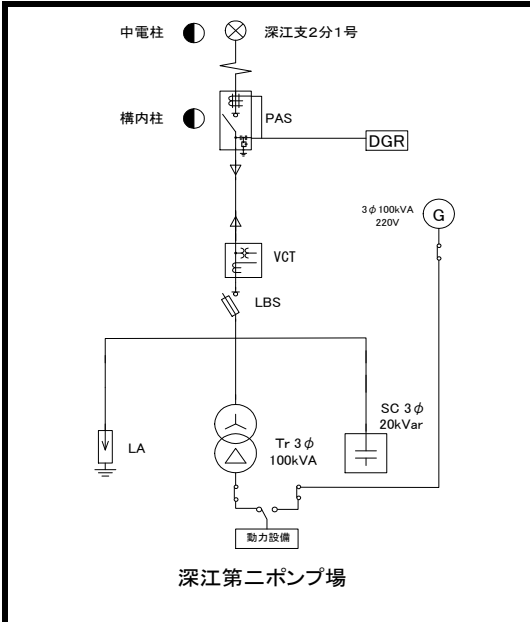 中電柱
深江支2分1号
構内柱
PAS
DGR
3φ100kVA
220V
G
VCT
LBS
SC 3φ
20kVar
LA
Tr 3φ
100kVA
動力設備
深江第二ポンプ場